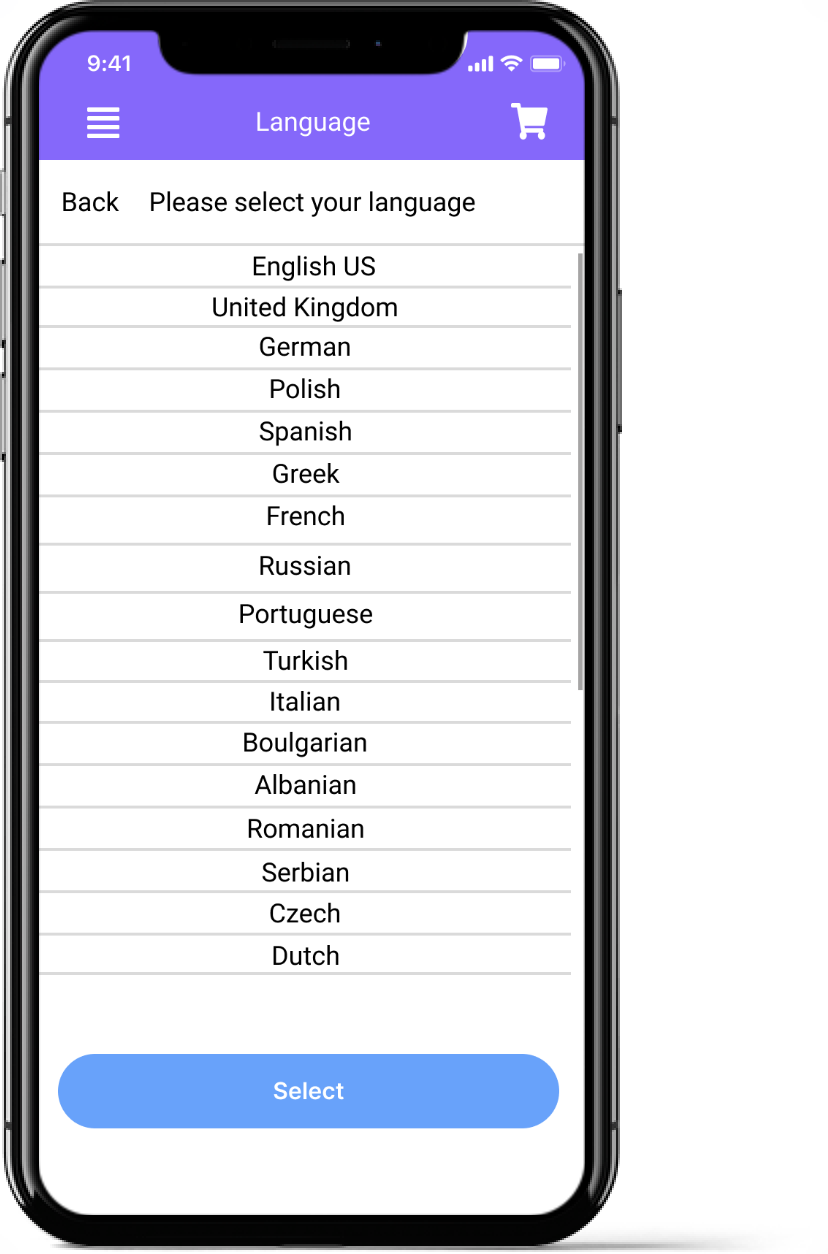 9:41
Language
Back Please select your language
English US
United Kingdom
German
Polish
Spanish
Greek
French
Russian
Portuguese
Turkish
Italian
Boulgarian
Albanian
Romanian
Serbian
Czech
Dutch
Select